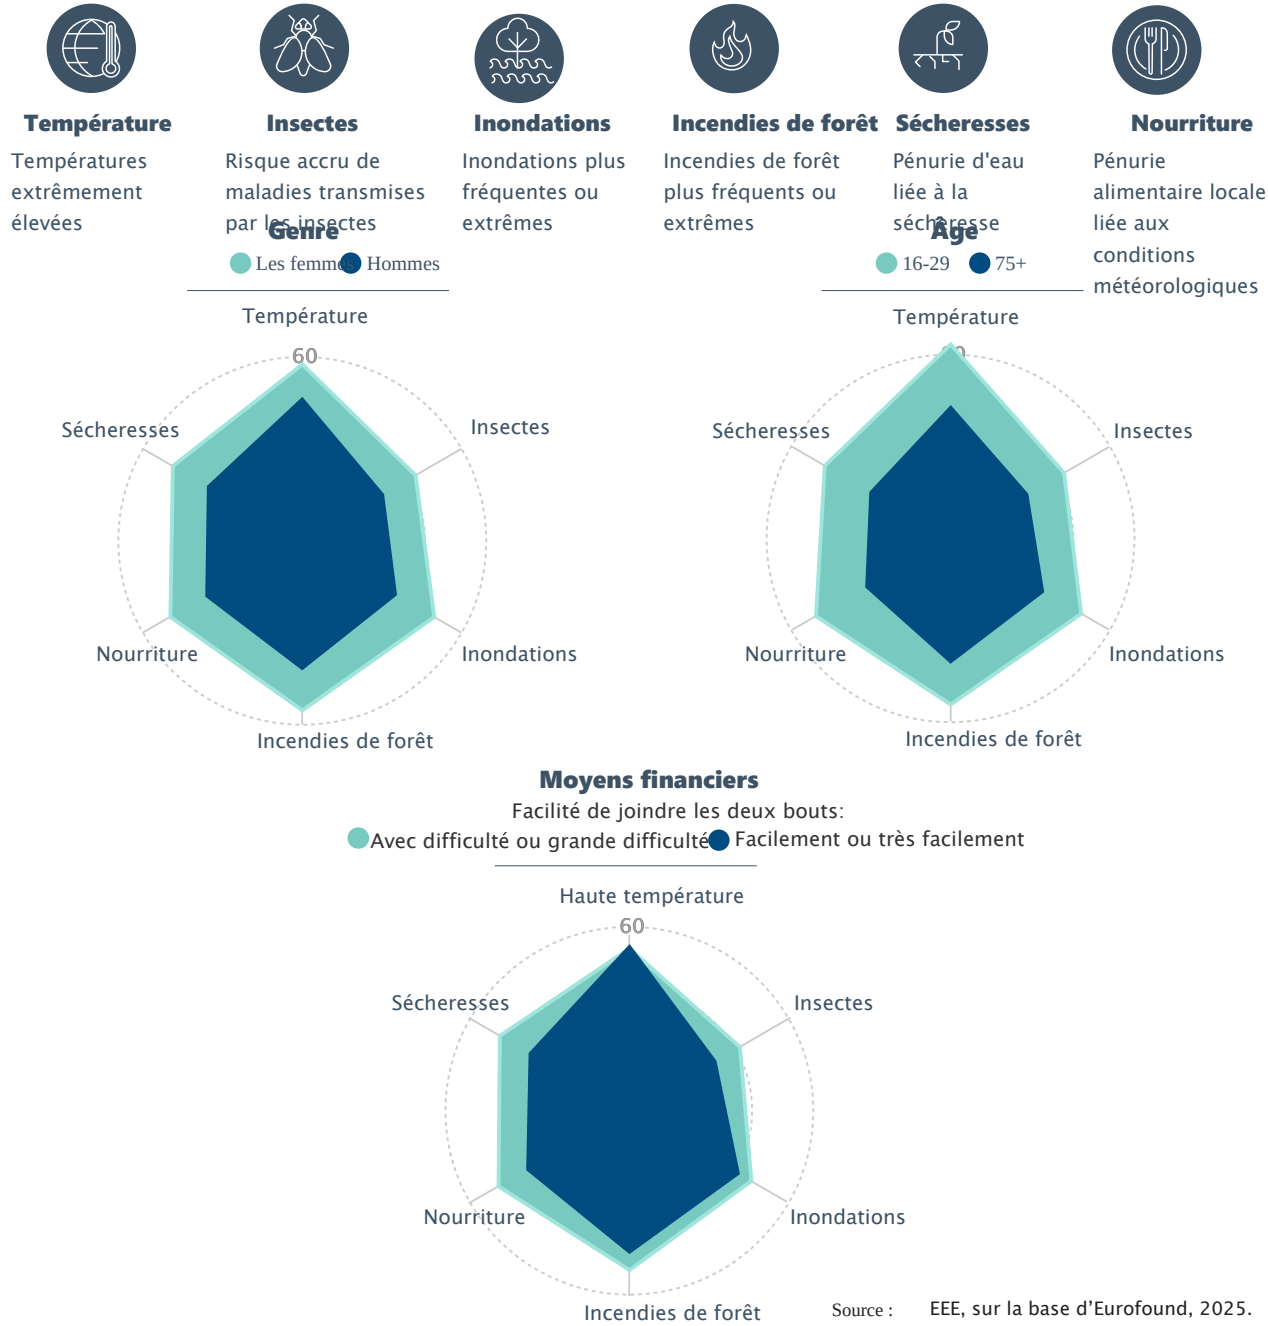 Température
Températures
extrêmement
élevées
Insectes
Risque accru de
maladies transmises
par les insectes
Inondations
Inondations plus
fréquentes ou
extrêmes
Incendies de forêt
Incendies de forêt
plus fréquents ou
extrêmes
Sécheresses
Pénurie d'eau
liée à la
sécheresse
Nourriture
Pénurie
alimentaire locale
liée aux
conditions
météorologiques
Genre
Les femmes Hommes
Température
60
Insectes
Inondations
Incendies de forêt
Nourriture
Sécheresses
Âge
16-29 75+
Température
Insectes
Inondations
Incendies de forêt
Nourriture
Sécheresses
Moyens financiers
Facilité de joindre les deux bouts:
Avec difficulté ou grande difficulté Facilement ou très facilement
Haute température
60
Insectes
Inondations
Incendies de forêt
Nourriture
Sécheresses
Source : EEE, sur la base d’Eurofound, 2025.